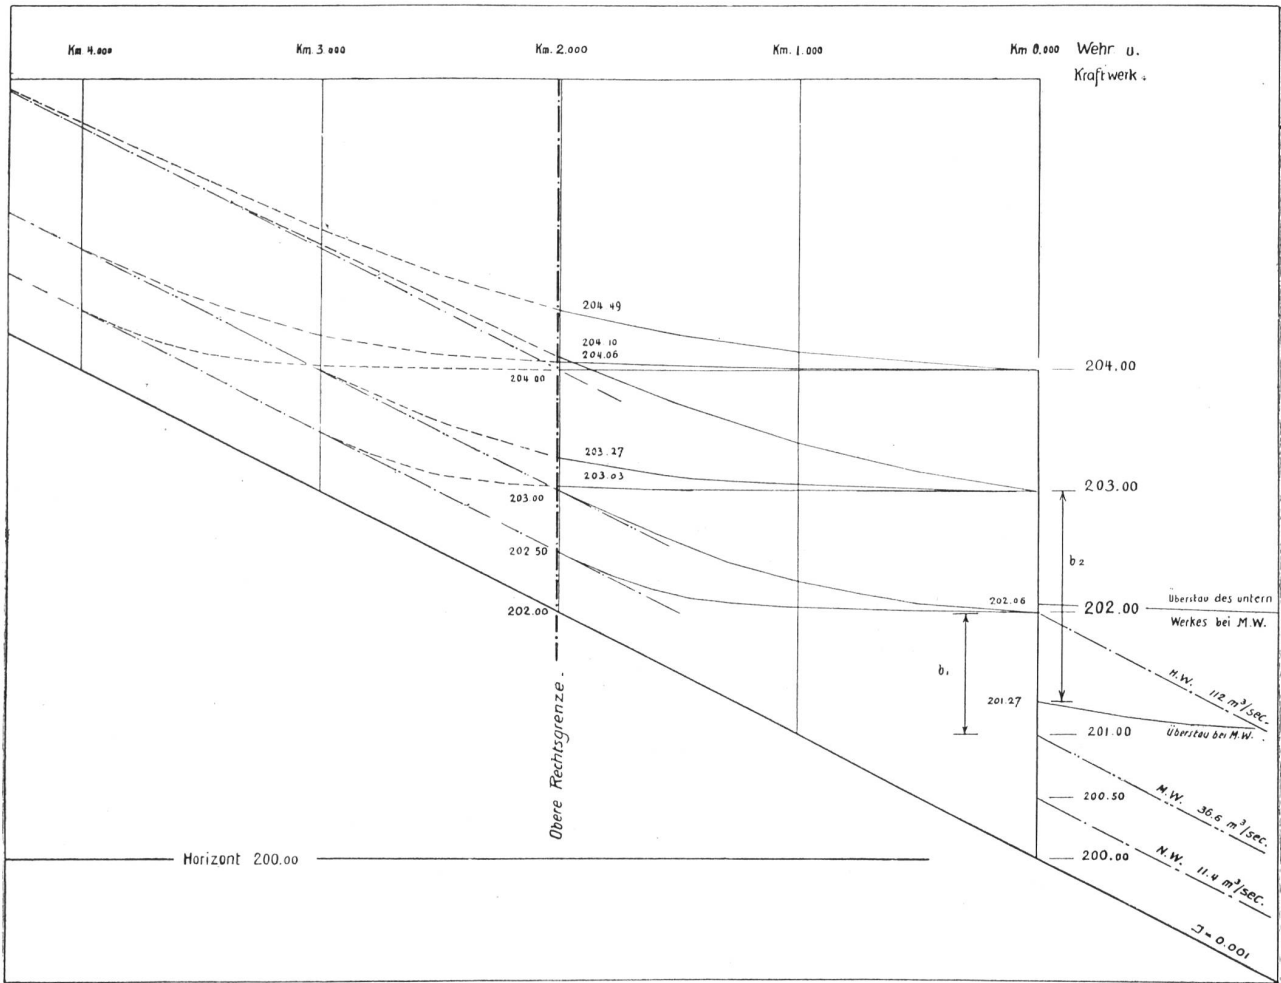 Km 4.000
Km. 3 000
Km. 2.000
Km. 1.000
Km 0.000
Wehr u.
Kraftwerk.
204 49
204.10
204.06
204 00
204.00
203.27
203.03
203 00
203.00
b2
202 50
202.06
Überstau des untern
202.00
202.00
Werkes bei M.W.
b1
H.W. 112 m³/sec.
201.27
201.00
Überstau bei M.W.
Obere Rechtsgrenze.
200.50
M.W. 36.6 m³/sec.
Horizont 200.00
200.00
N.W. 11.4 m³/sec.
J = 0.001